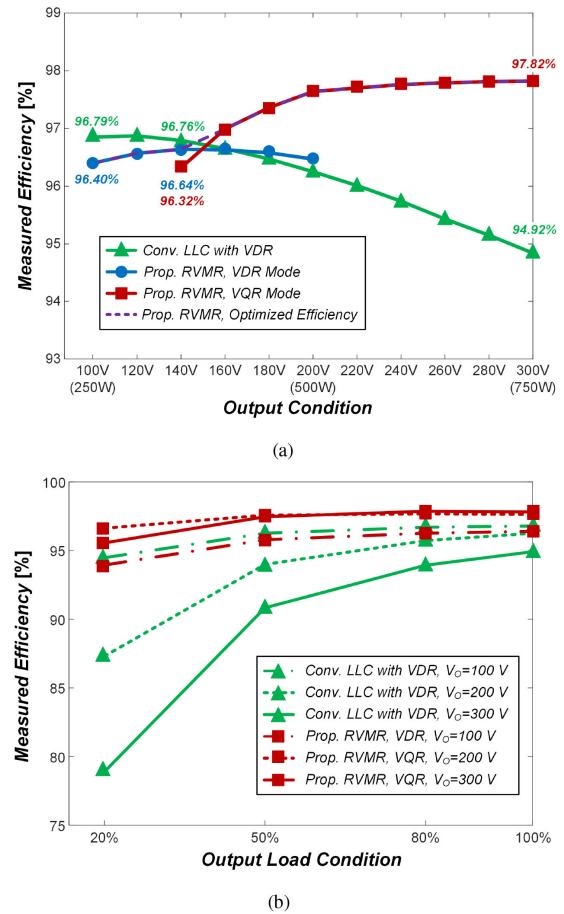 99
98
97
96
95
94
93
Measured Efficiency [%]
96.79%
96.76%
97.82%
96.40%
96.64%
96.32%
94.92%
Conv. LLC with VDR
Prop. RVMR, VDR Mode
Prop. RVMR, VQR Mode
Prop. RVMR, Optimized Efficiency
100V 120V 140V 160V 180V 200V 220V 240V 260V 280V 300V
(250W) (500W) (750W)
Output Condition
(a)
100
95
90
85
80
75
Measured Efficiency [%]
Conv. LLC with VDR, VO=100 V
Conv. LLC with VDR, VO=200 V
Conv. LLC with VDR, VO=300 V
Prop. RVMR, VDR, VO=100 V
Prop. RVMR, VQR, VO=200 V
Prop. RVMR, VQR, VO=300 V
20% 50% 80% 100%
Output Load Condition
(b)